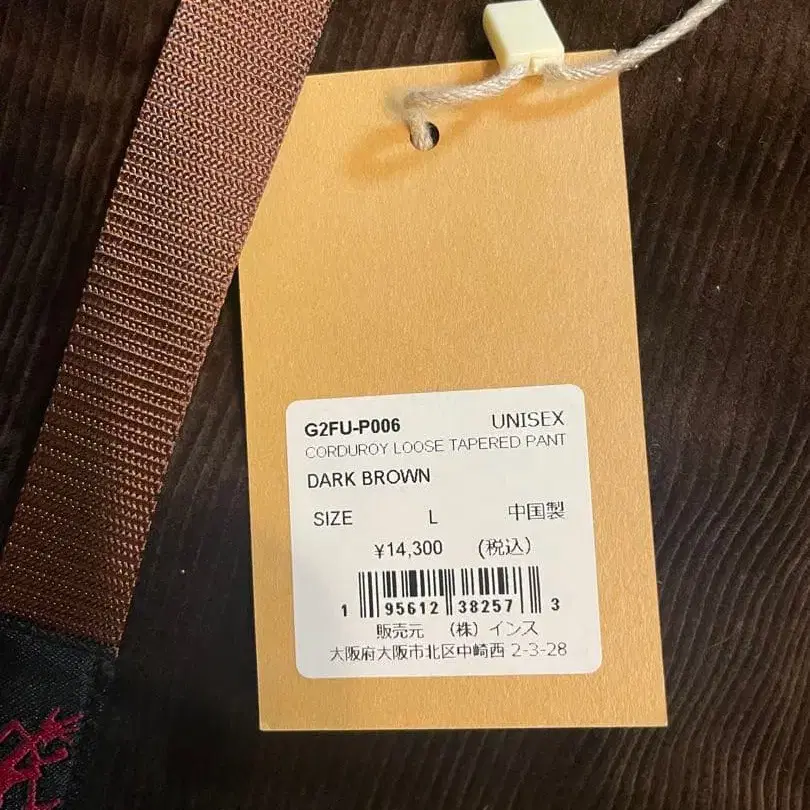 G2FU-P006 UNISEX
CORDUROY LOOSE TAPERED PANT
DARK BROWN
SIZE L 中国製
¥14,300 (税込)
1 95612 38257 3
販売元 (株) インス
大阪府大阪市北区中崎西 2-3-28